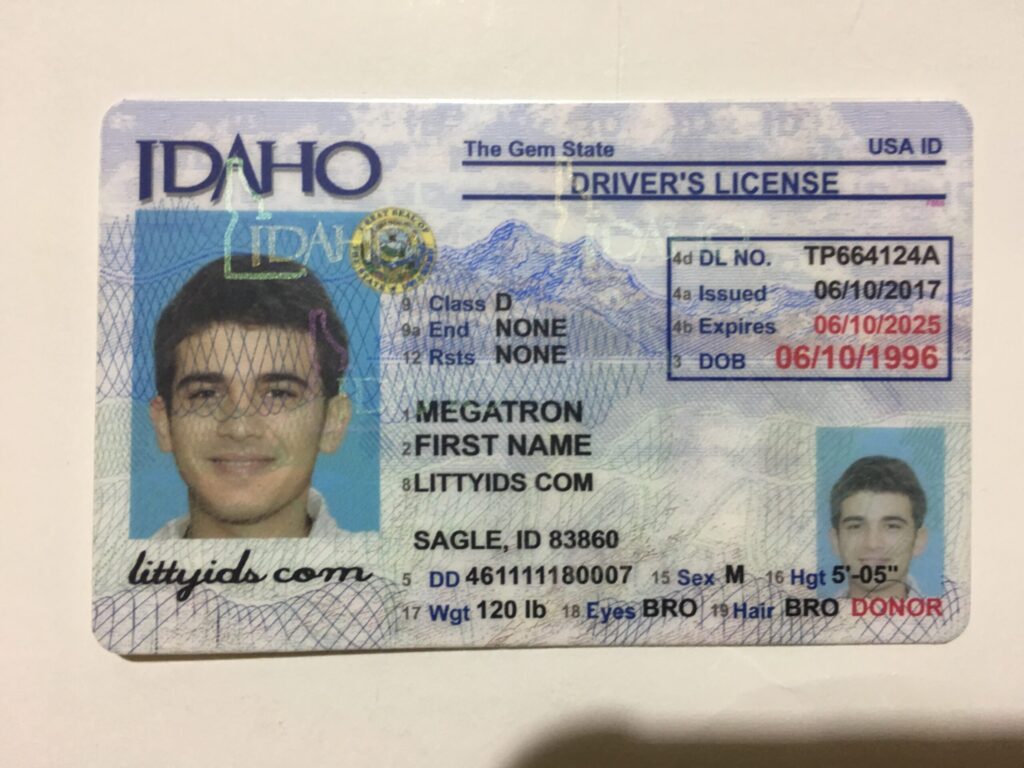 IDAHO
The Gem State
USA ID
DRIVER'S LICENSE
IDAHO
4d DL NO. TP664124A
4a Issued 06/10/2017
4b Expires 06/10/2025
3 DOB 06/10/1996
9 Class D
9a End NONE
12 Rsts NONE
1 MEGATRON
2 FIRST NAME
8 LITTYIDS COM
SAGLE, ID 83860
littyids com
5 DD 461111180007 15 Sex M 16 Hgt 5'-05"
17 Wgt 120 lb 18 Eyes BRO 19 Hair BRO DONOR